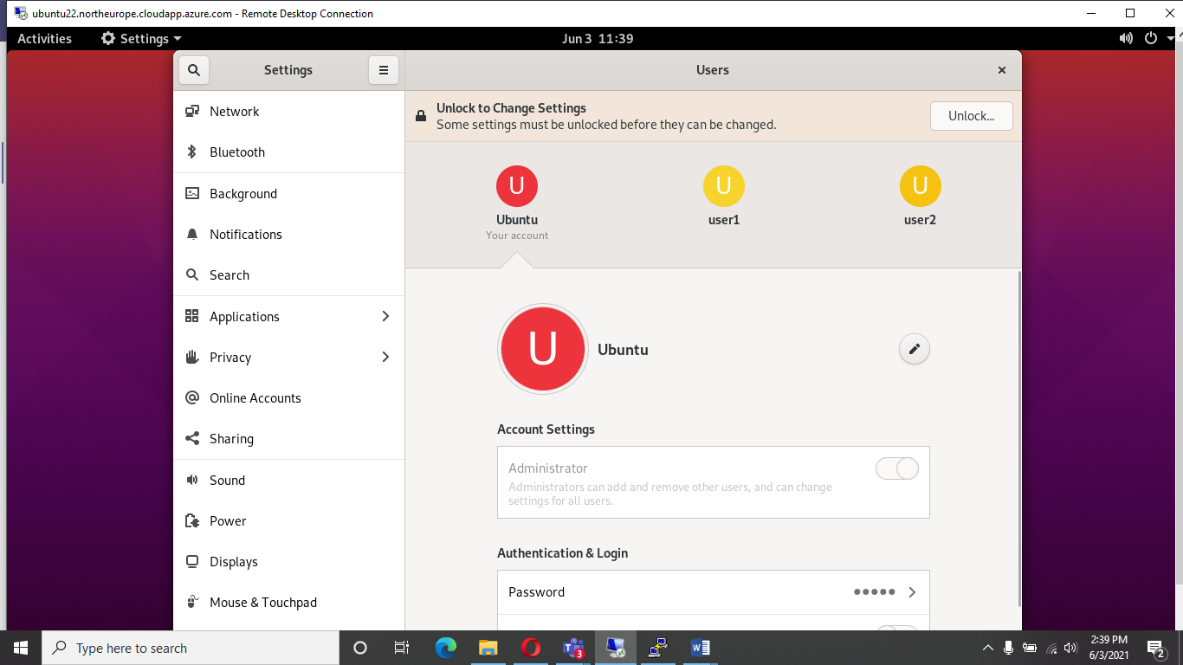 ubuntu22.northeurope.cloudapp.azure.com - Remote Desktop Connection
Activities
Settings
Jun 3 11:39
Settings
Users
Network
Bluetooth
Background
Notifications
Search
Applications
Privacy
Online Accounts
Sharing
Sound
Power
Displays
Mouse & Touchpad
Unlock to Change Settings
Some settings must be unlocked before they can be changed.
Unlock...
U
Ubuntu
Your account
U
user1
U
user2
U
Ubuntu
Account Settings
Administrator
Administrators can add and remove other users, and can change
settings for all users.
Authentication & Login
Password
●●●●●
Type here to search
3
2:39 PM
6/3/2021
2